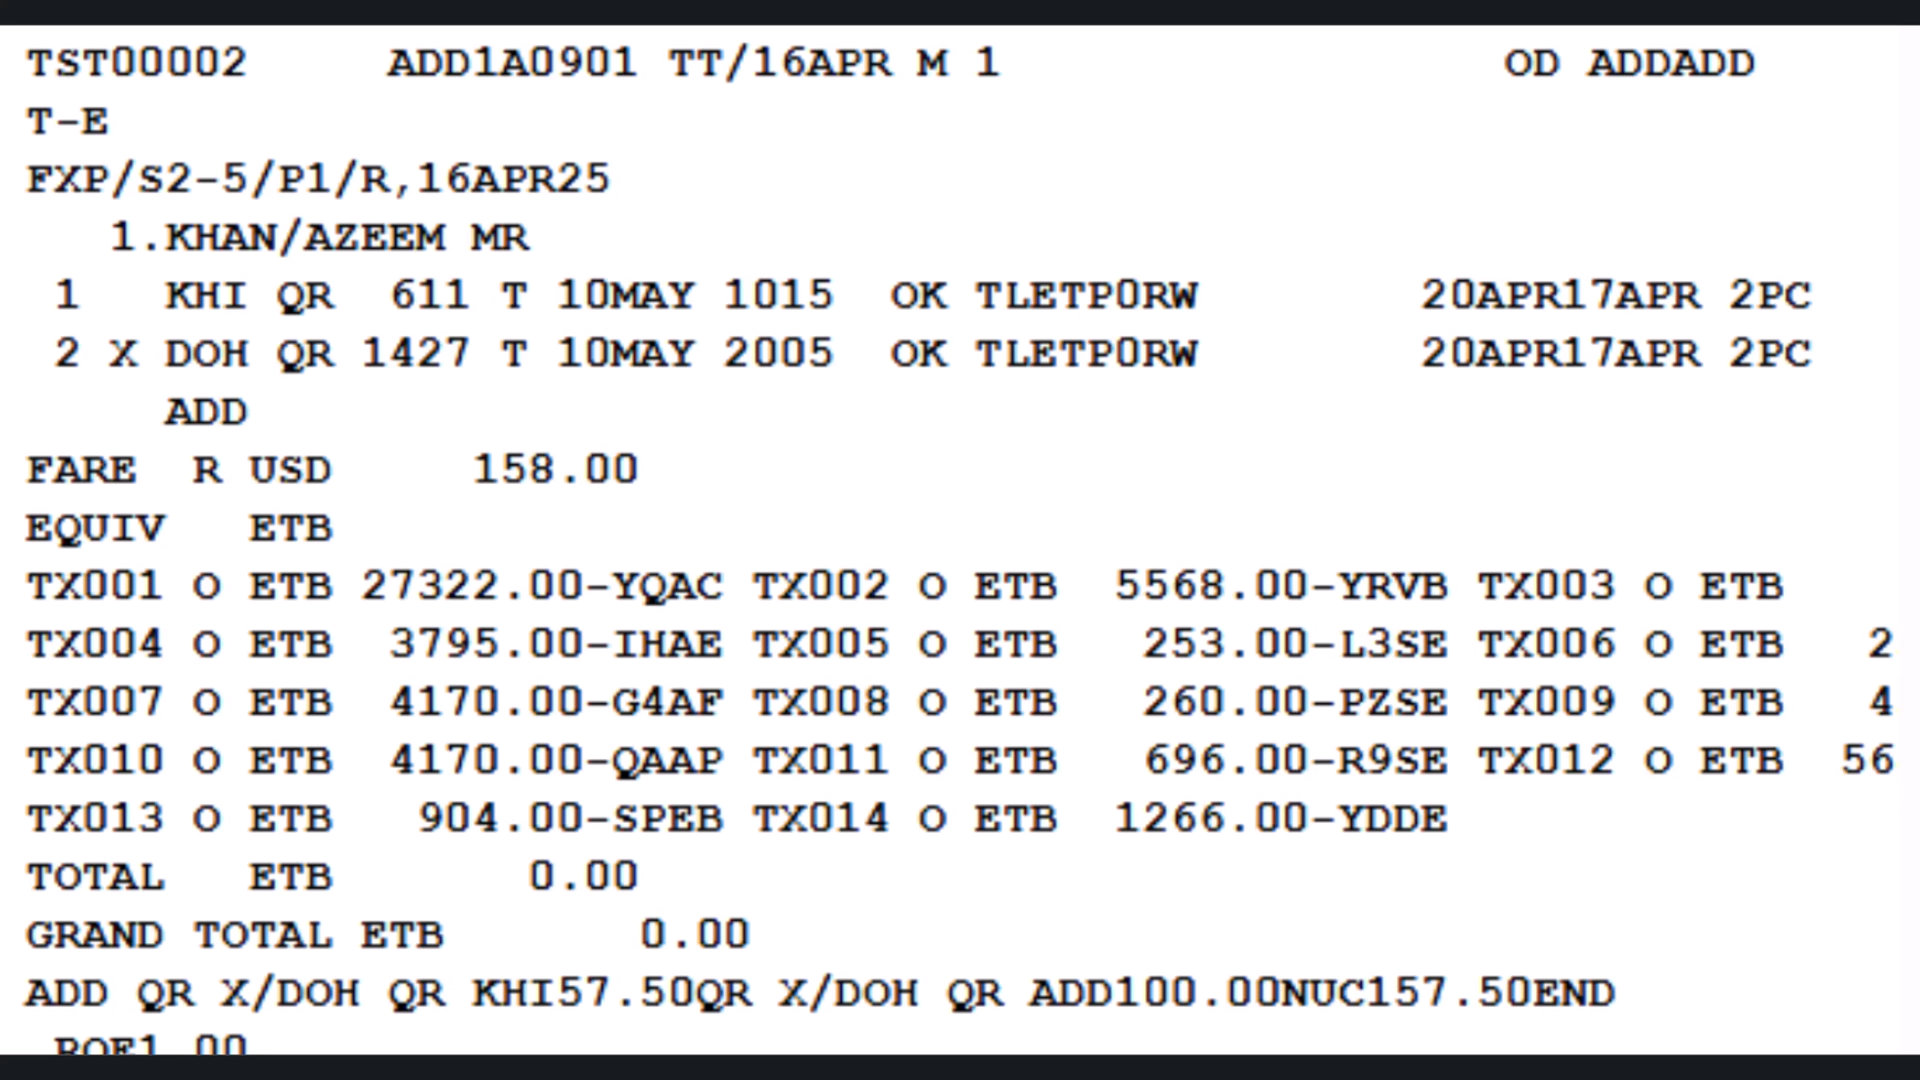 TST00002     ADD1A0901 TT/16APR M 1                  OD ADDADD
T-E
FXP/S2-5/P1/R,16APR25
   1.KHAN/AZEEM MR
 1   KHI QR  611 T 10MAY 1015  OK TLETP0RW        20APR17APR 2PC
 2 X DOH QR 1427 T 10MAY 2005  OK TLETP0RW        20APR17APR 2PC
     ADD
FARE  R USD     158.00
EQUIV   ETB
TX001 O ETB 27322.00-YQAC TX002 O ETB  5568.00-YRVB TX003 O ETB
TX004 O ETB  3795.00-IHAE TX005 O ETB   253.00-L3SE TX006 O ETB   2
TX007 O ETB  4170.00-G4AF TX008 O ETB   260.00-PZSE TX009 O ETB   4
TX010 O ETB  4170.00-QAAP TX011 O ETB   696.00-R9SE TX012 O ETB  56
TX013 O ETB   904.00-SPEB TX014 O ETB  1266.00-YDDE
TOTAL   ETB       0.00
GRAND TOTAL ETB       0.00
ADD QR X/DOH QR KHI57.50QR X/DOH QR ADD100.00NUC157.50END
 ROE1.00